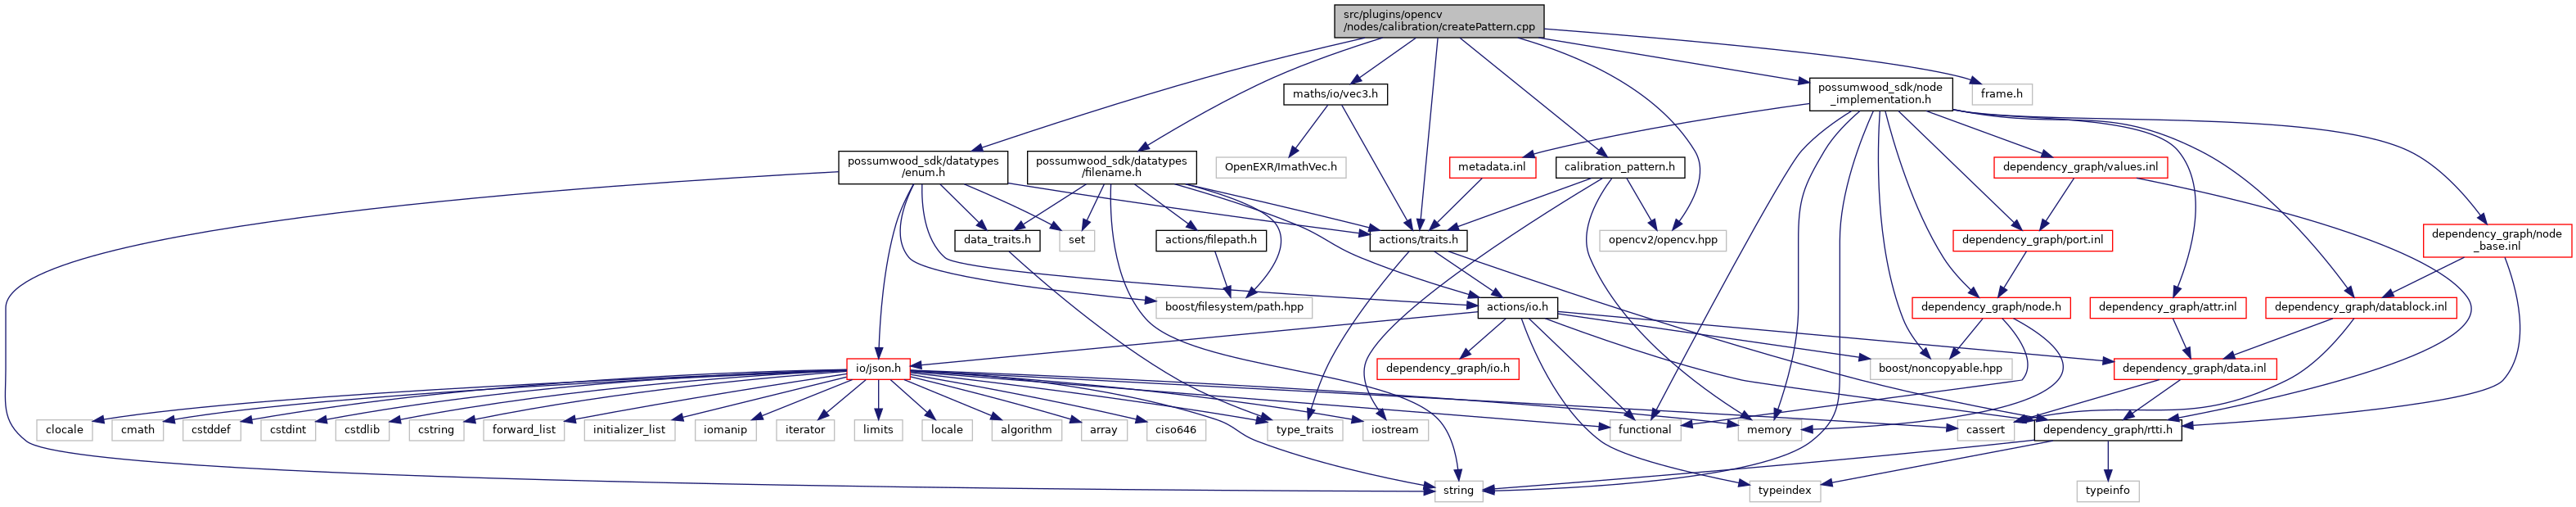 src/plugins/opencv
/nodes/calibration/createPattern.cpp
maths/io/vec3.h
possumwood_sdk/node
_implementation.h
frame.h
possumwood_sdk/datatypes
/enum.h
possumwood_sdk/datatypes
/filename.h
OpenEXR/ImathVec.h
metadata.inl
calibration_pattern.h
dependency_graph/values.inl
data_traits.h
set
actions/filepath.h
actions/traits.h
opencv2/opencv.hpp
dependency_graph/port.inl
dependency_graph/node
_base.inl
boost/filesystem/path.hpp
actions/io.h
dependency_graph/node.h
dependency_graph/attr.inl
dependency_graph/datablock.inl
io/json.h
dependency_graph/io.h
boost/noncopyable.hpp
dependency_graph/data.inl
clocale
cmath
cstddef
cstdint
cstdlib
cstring
forward_list
initializer_list
iomanip
iterator
limits
locale
algorithm
array
ciso646
type_traits
iostream
functional
memory
cassert
dependency_graph/rtti.h
string
typeindex
typeinfo